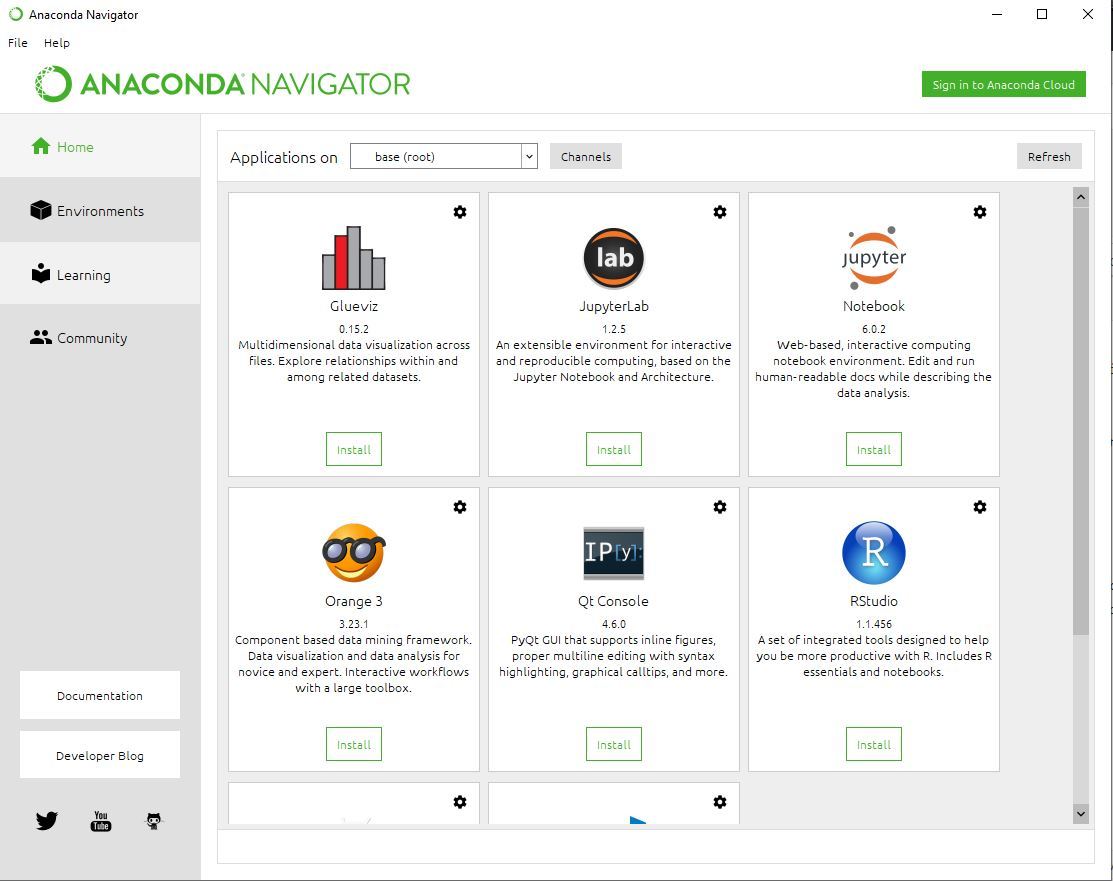 Anaconda Navigator
File Help
ANACONDA NAVIGATOR
Sign in to Anaconda Cloud
Home
Environments
Learning
Community
Documentation
Developer Blog
You
Tube
Applications on
base (root)
Channels
Refresh
Glueviz
0.15.2
Multidimensional data visualization across
files. Explore relationships within and
among related datasets.
Install
lab
JupyterLab
1.2.5
An extensible environment for interactive
and reproducible computing, based on the
Jupyter Notebook and Architecture.
Install
jupyter
Notebook
6.0.2
Web-based, interactive computing
notebook environment. Edit and run
human-readable docs while describing the
data analysis.
Install
Orange 3
3.23.1
Component based data mining framework.
Data visualization and data analysis for
novice and expert. Interactive workflows
with a large toolbox.
Install
IP[y]:
Qt Console
4.6.0
PyQt GUI that supports inline figures,
proper multiline editing with syntax
highlighting, graphical calltips, and more.
Install
R
RStudio
1.1.456
A set of integrated tools designed to help
you be more productive with R. Includes R
essentials and notebooks.
Install